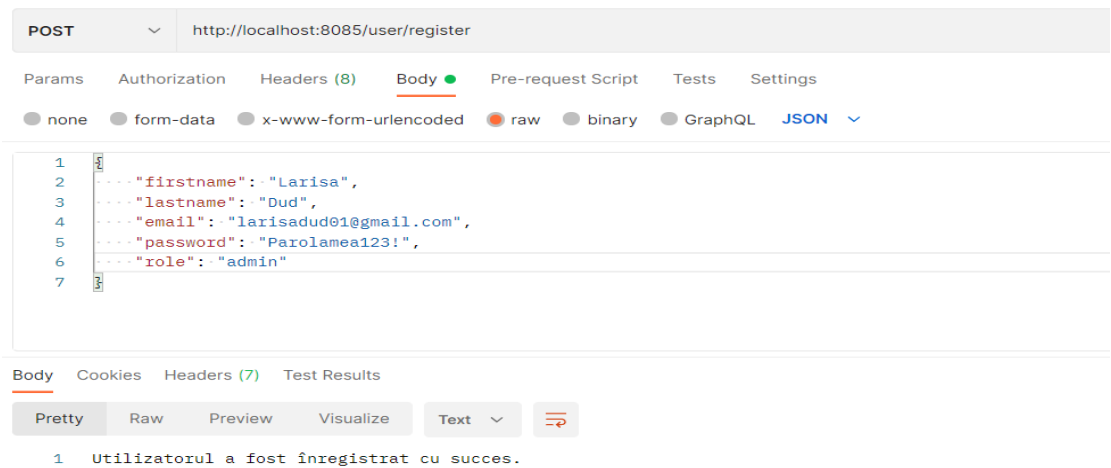 POST http://localhost:8085/user/register
Params Authorization Headers (8) Body Pre-request Script Tests Settings
none form-data x-www-form-urlencoded raw binary GraphQL JSON
1 {
2 "firstname": "Larisa",
3 "lastname": "Dud",
4 "email": "larisadud01@gmail.com",
5 "password": "Parolamea123!",
6 "role": "admin"
7 }
Body Cookies Headers (7) Test Results
Pretty Raw Preview Visualize Text
1 Utilizatorul a fost înregistrat cu succes.